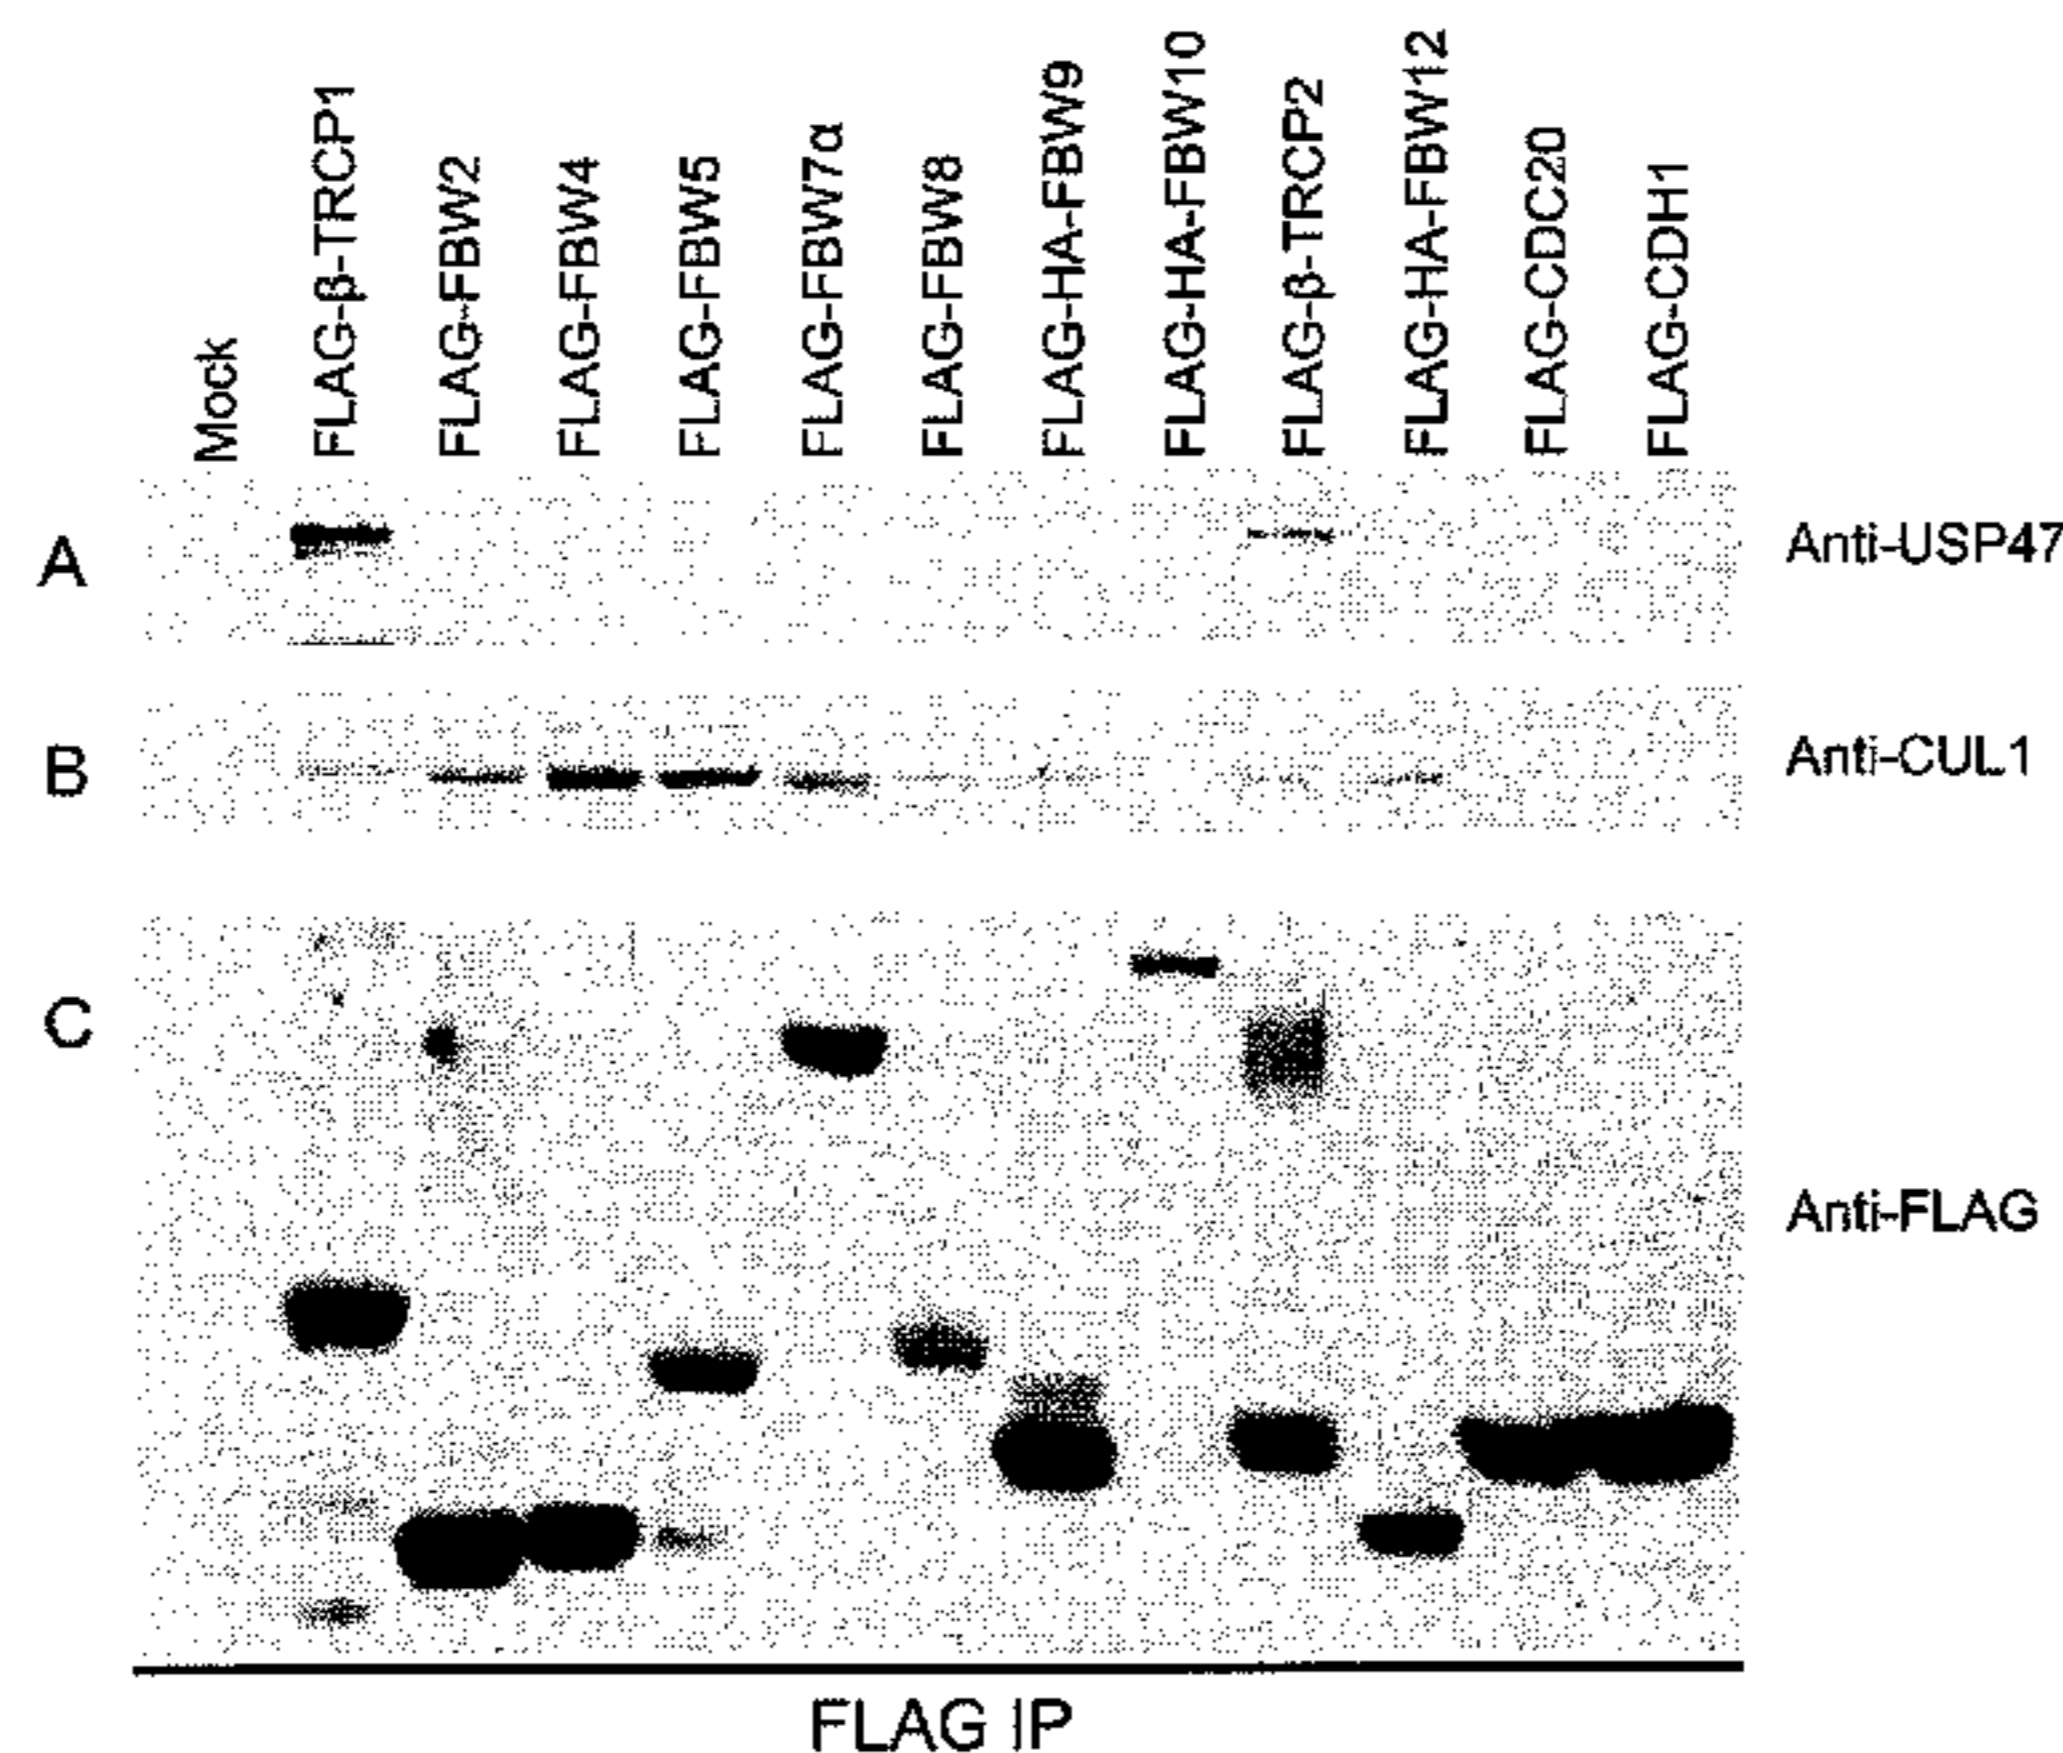 Mock
FLAG-β-TRCP1
FLAG-FBW2
FLAG-FBW4
FLAG-FBW5
FLAG-FBW7α
FLAG-FBW8
FLAG-HA-FBW9
FLAG-HA-FBW10
FLAG-β-TRCP2
FLAG-HA-FBW12
FLAG-CDC20
FLAG-CDH1
A
Anti-USP47
B
Anti-CUL1
C
Anti-FLAG
FLAG IP